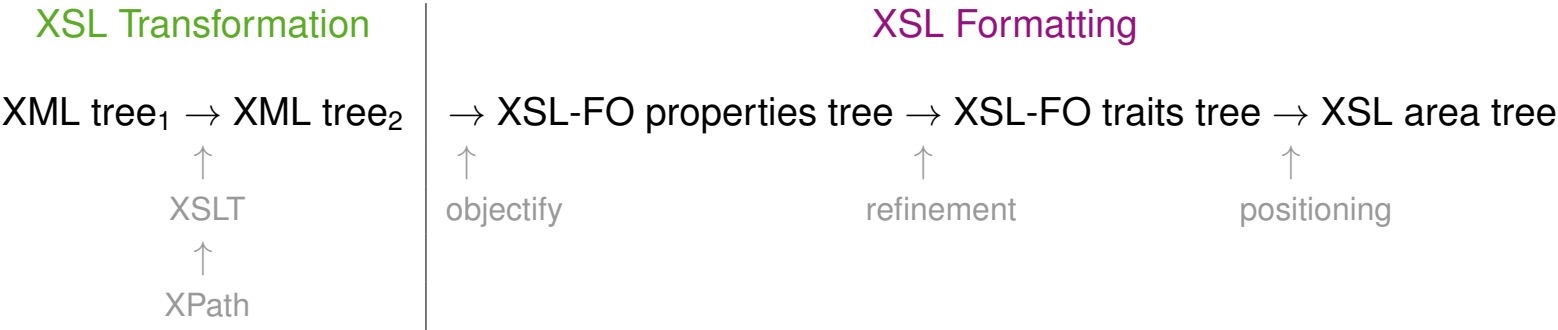 XSL Transformation XSL Formatting
XML tree₁ → XML tree₂ → XSL-FO properties tree → XSL-FO traits tree → XSL area tree
↑ ↑ ↑ ↑
XSLT objectify refinement positioning
↑
XPath